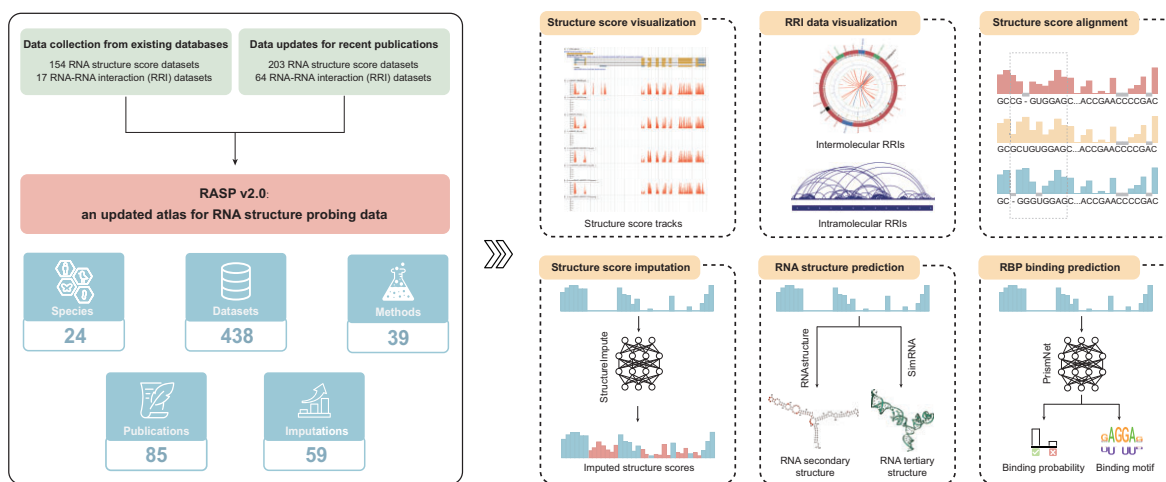 Data collection from existing databases
154 RNA structure score datasets
17 RNA-RNA interaction (RRI) datasets
Data updates for recent publications
203 RNA structure score datasets
64 RNA-RNA interaction (RRI) datasets
RASP v2.0:
an updated atlas for RNA structure probing data
Species
24
Datasets
438
Methods
39
Publications
85
Imputations
59
Structure score visualization
Structure score tracks
RRI data visualization
Intermolecular RRIs
Intramolecular RRIs
Structure score alignment
GCCG - GUGGAGC...ACCGAACCCCGAC
GCGCUGUGGAGC...ACCGAACCCCGAC
GC - GGGUGGAGC...ACCGAACCCCGAC
Structure score imputation
StructureImpute
Imputed structure scores
RNA structure prediction
RNAstructure
SimRNA
RNA secondary
structure
RNA tertiary
structure
RBP binding prediction
PrismNet
Binding probability
Binding motif